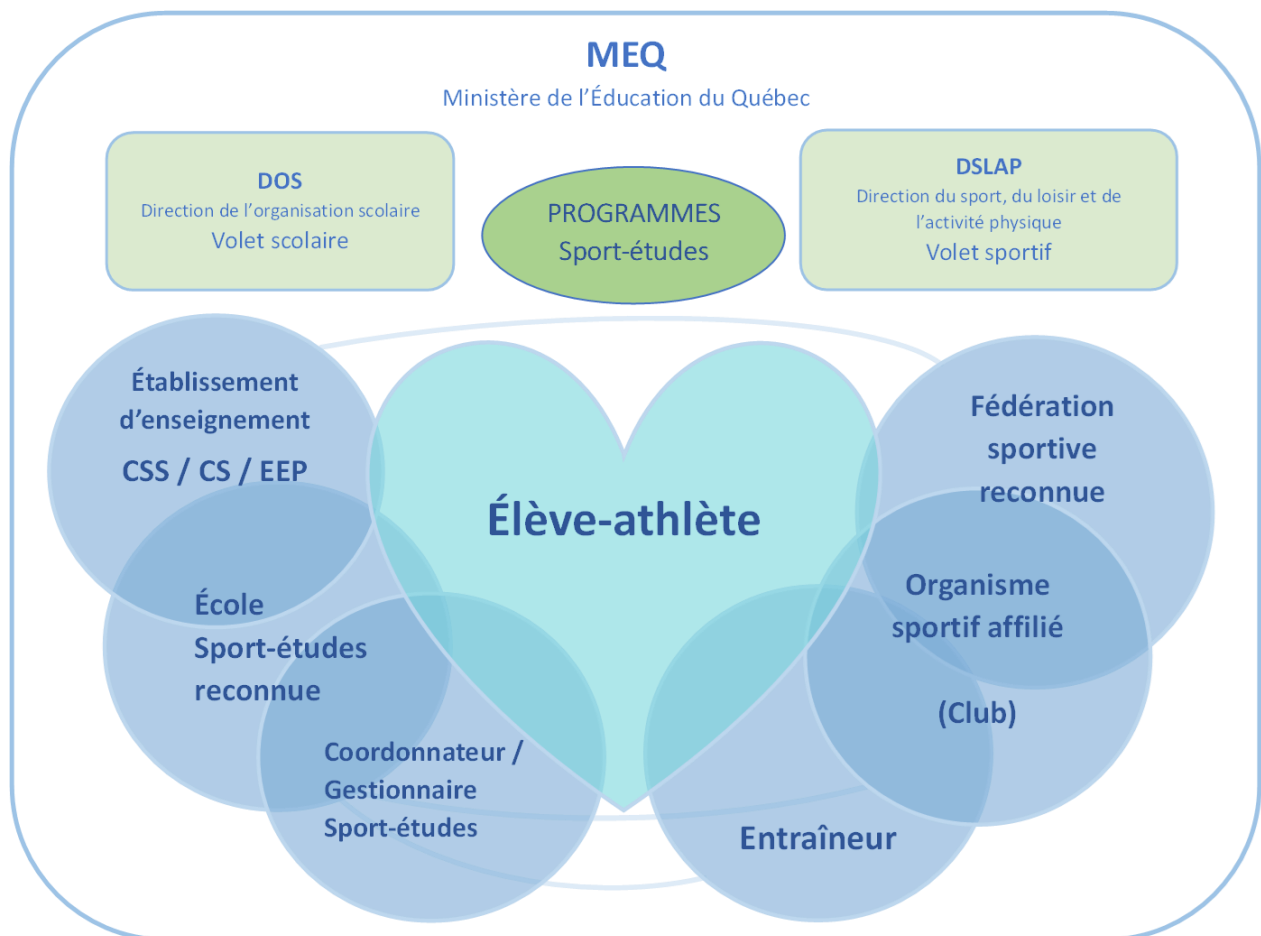 MEQ
Ministère de l’Éducation du Québec
DOS
Direction de l’organisation scolaire
Volet scolaire
PROGRAMMES
Sport-études
DSLAP
Direction du sport, du loisir et de
l’activité physique
Volet sportif
Établissement
d’enseignement
CSS / CS / EEP
École
Sport-études
reconnue
Coordonnateur /
Gestionnaire
Sport-études
Élève-athlète
Fédération
sportive
reconnue
Organisme
sportif affilié
(Club)
Entraîneur